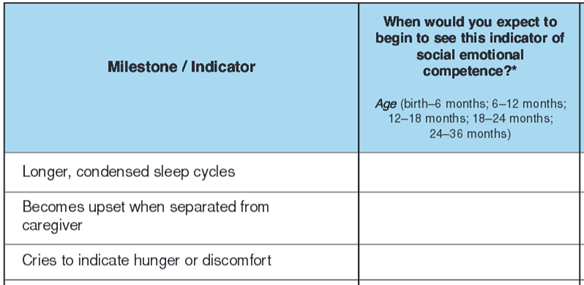 Milestone / Indicator
When would you expect to
begin to see this indicator of
social emotional
competence?*
Age (birth–6 months; 6–12 months;
12–18 months; 18–24 months;
24–36 months)
Longer, condensed sleep cycles
Becomes upset when separated from
caregiver
Cries to indicate hunger or discomfort